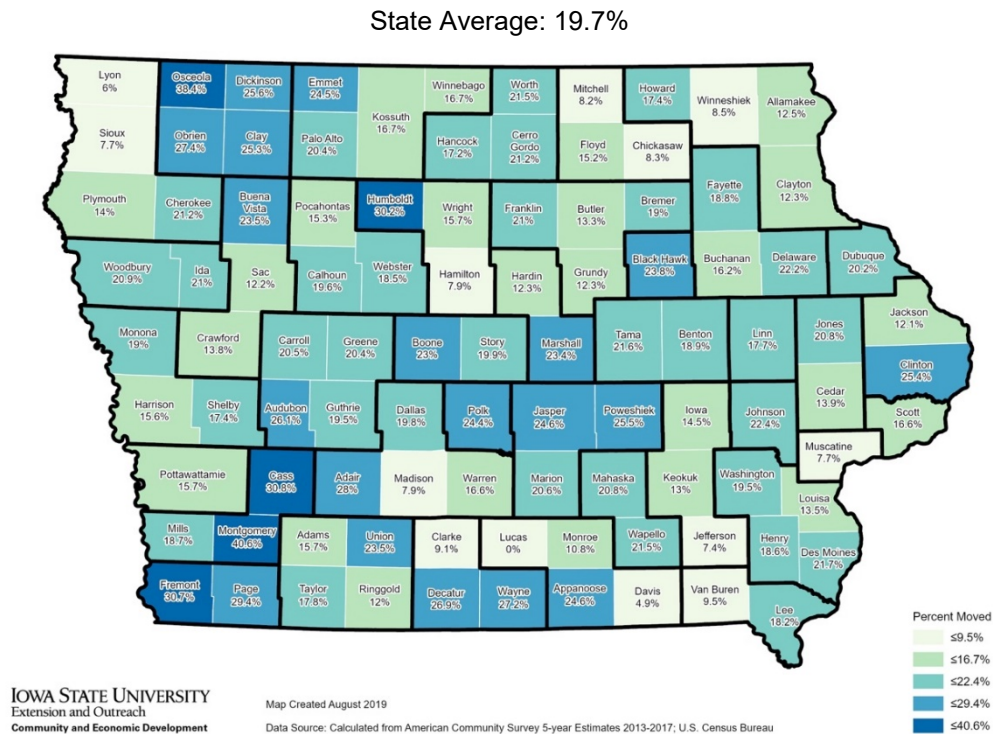 State Average: 19.7%
Lyon
6%
Osceola
38.4%
Dickinson
25.6%
Emmet
24.5%
Kossuth
16.7%
Winnebago
16.7%
Worth
21.5%
Mitchell
8.2%
Howard
17.4%
Winneshiek
8.5%
Allamakee
12.5%
Sioux
7.7%
Obrien
27.4%
Clay
25.3%
Palo Alto
20.4%
Hancock
17.2%
Cerro
Gordo
21.2%
Floyd
15.2%
Chickasaw
8.3%
Plymouth
14%
Cherokee
21.2%
Buena
Vista
23.5%
Pocahontas
15.3%
Humboldt
30.2%
Wright
15.7%
Franklin
21%
Butler
13.3%
Bremer
19%
Fayette
18.8%
Clayton
12.3%
Woodbury
20.9%
Ida
21%
Sac
12.2%
Calhoun
19.6%
Webster
18.5%
Hamilton
7.9%
Hardin
12.3%
Grundy
12.3%
Black Hawk
23.8%
Buchanan
16.2%
Delaware
22.2%
Dubuque
20.2%
Monona
19%
Crawford
13.8%
Carroll
20.5%
Greene
20.4%
Boone
23%
Story
19.9%
Marshall
23.4%
Tama
21.6%
Benton
18.9%
Linn
17.7%
Jones
20.8%
Jackson
12.1%
Clinton
25.4%
Harrison
15.6%
Shelby
17.4%
Audubon
26.1%
Guthrie
19.5%
Dallas
19.8%
Polk
24.4%
Jasper
24.6%
Poweshiek
25.5%
Iowa
14.5%
Johnson
22.4%
Cedar
13.9%
Scott
16.6%
Muscatine
7.7%
Pottawattamie
15.7%
Cass
30.8%
Adair
28%
Madison
7.9%
Warren
16.6%
Marion
20.6%
Mahaska
20.8%
Keokuk
13%
Washington
19.5%
Louisa
13.5%
Mills
18.7%
Montgomery
40.6%
Adams
15.7%
Union
23.5%
Clarke
9.1%
Lucas
0%
Monroe
10.8%
Wapello
21.5%
Jefferson
7.4%
Henry
18.6%
Des Moines
21.7%
Fremont
30.7%
Page
29.4%
Taylor
17.8%
Ringgold
12%
Decatur
26.9%
Wayne
27.2%
Appanoose
24.6%
Davis
4.9%
Van Buren
9.5%
Lee
18.2%
Percent Moved
≤9.5%
≤16.7%
≤22.4%
≤29.4%
≤40.6%
IOWA STATE UNIVERSITY
Extension and Outreach
Community and Economic Development
Map Created August 2019
Data Source: Calculated from American Community Survey 5-year Estimates 2013-2017; U.S. Census Bureau